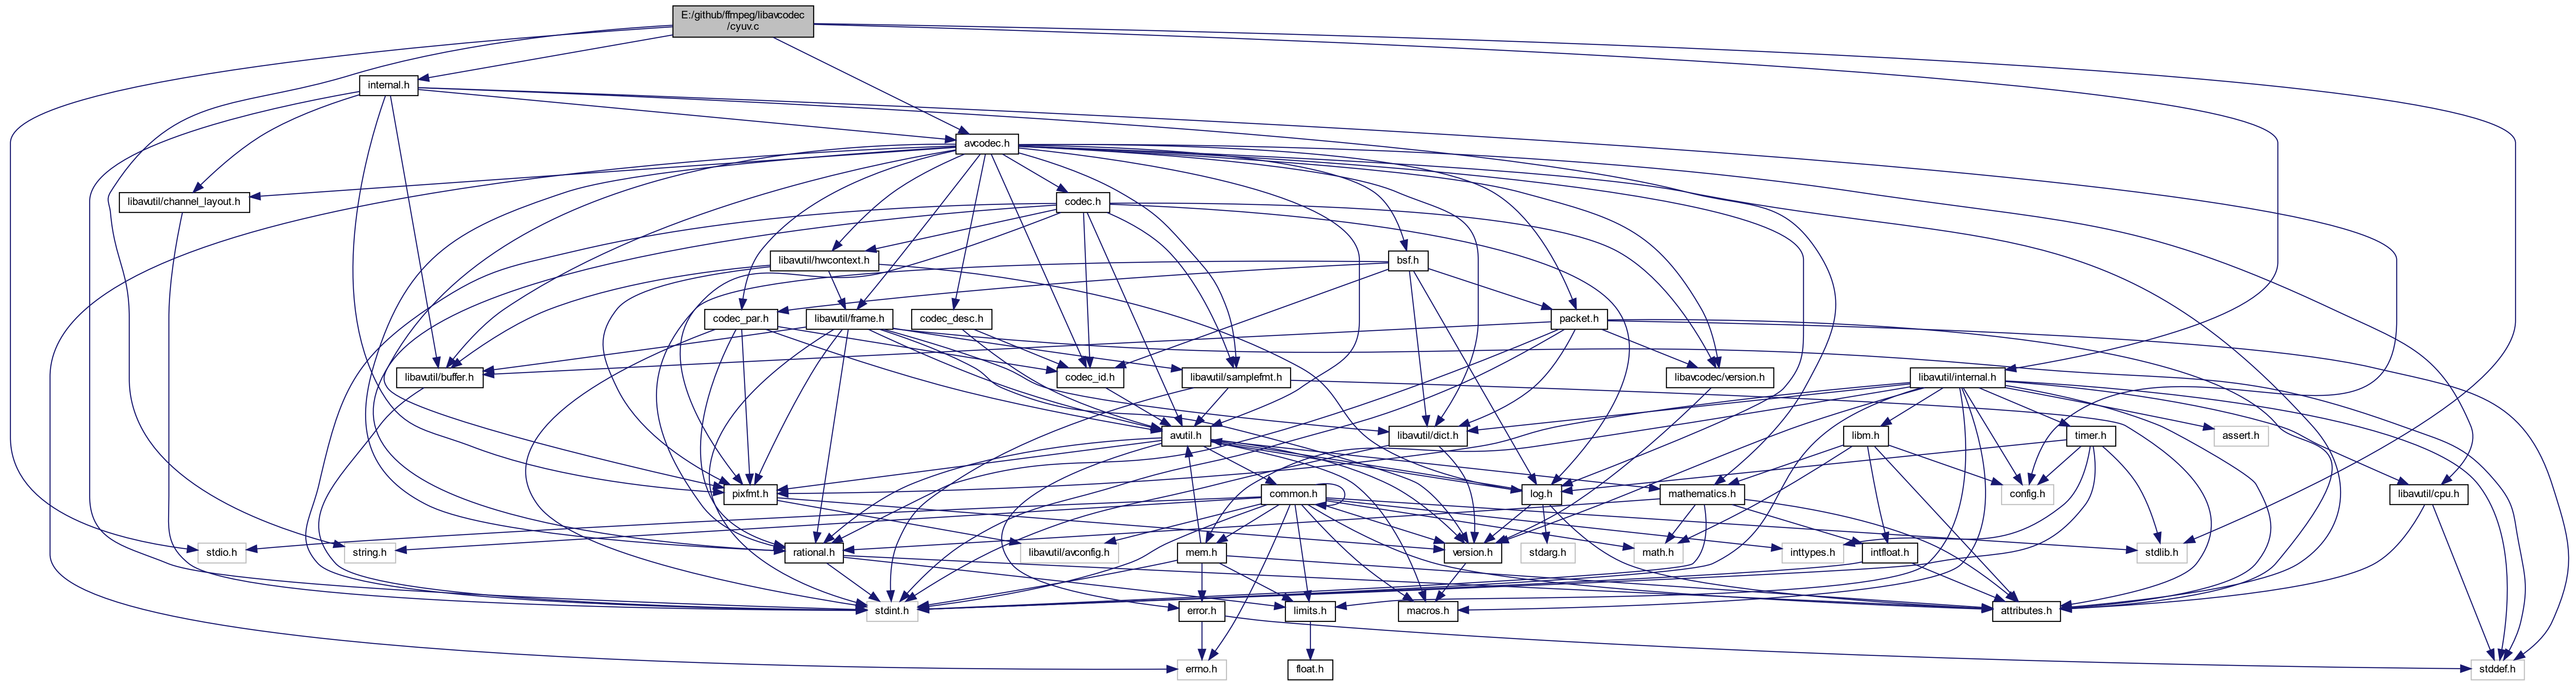 E:/github/ffmpeg/libavcodec
/cyuv.c
internal.h
avcodec.h
libavutil/channel_layout.h
codec.h
libavutil/hwcontext.h
bsf.h
codec_par.h
libavutil/frame.h
codec_desc.h
packet.h
libavutil/buffer.h
codec_id.h
libavutil/samplefmt.h
libavcodec/version.h
libavutil/internal.h
avutil.h
libavutil/dict.h
libm.h
timer.h
assert.h
pixfmt.h
common.h
log.h
mathematics.h
config.h
libavutil/cpu.h
stdio.h
string.h
rational.h
libavutil/avconfig.h
mem.h
version.h
stdarg.h
math.h
inttypes.h
intfloat.h
stdlib.h
stdint.h
error.h
limits.h
macros.h
attributes.h
errno.h
float.h
stddef.h